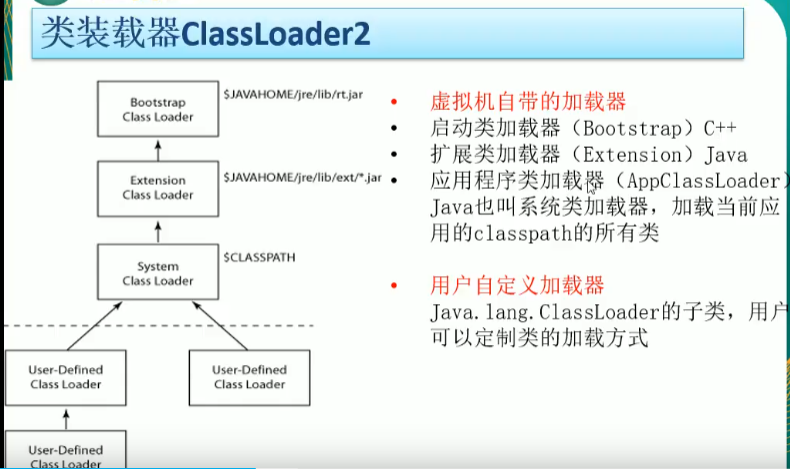 类装载器ClassLoader2
Bootstrap
Class Loader
$JAVAHOME/jre/lib/rt.jar
Extension
Class Loader
$JAVAHOME/jre/lib/ext/*.jar
System
Class Loader
$CLASSPATH
User-Defined
Class Loader
User-Defined
Class Loader
User-Defined
Class Loader
• 虚拟机自带的加载器
• 启动类加载器（Bootstrap）C++
• 扩展类加载器（Extension）Java
• 应用程序类加载器（AppClassLoader）
Java也叫系统类加载器，加载当前应
用的classpath的所有类
• 用户自定义加载器
Java.lang.ClassLoader的子类，用户
可以定制类的加载方式